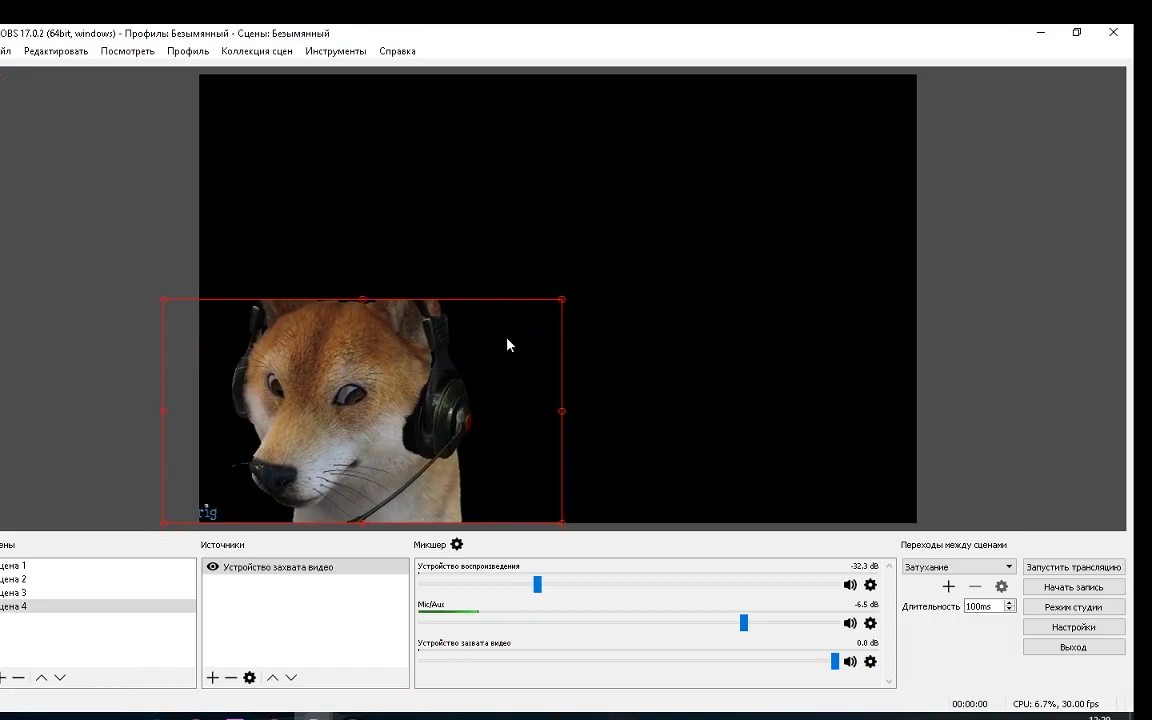 OBS 17.0.2 (64bit, windows) - Профиль: Безымянный - Сцены: Безымянный
йл Редактировать Посмотреть Профиль Коллекция сцен Инструменты Справка
rig
ены
цена 1
цена 2
цена 3
цена 4
Источники
Устройство захвата видео
Микшер
Устройство воспроизведения -32.3 dB
Mic/Aux -6.5 dB
Устройство захвата видео 0.0 dB
Переходы между сценами
Затухание
Длительность 100ms
Запустить трансляцию
Начать запись
Режим студии
Настройки
Выход
00:00:00 CPU: 6.7%, 30.00 fps